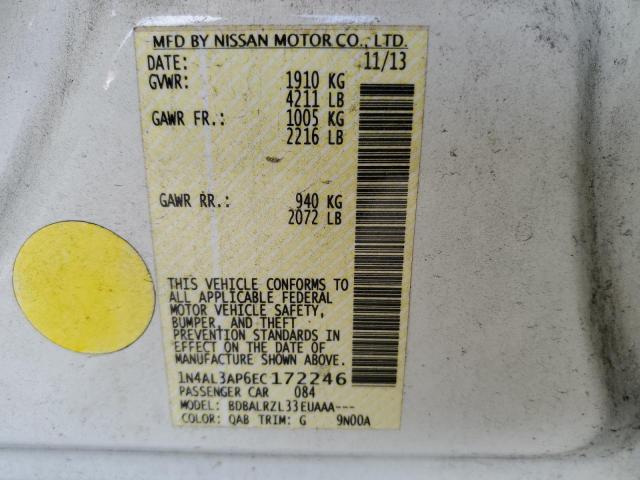 MFD BY NISSAN MOTOR CO., LTD.
DATE: 11/13
GVWR: 1910 KG
4211 LB
GAWR FR.: 1005 KG
2216 LB
GAWR RR.: 940 KG
2072 LB
THIS VEHICLE CONFORMS TO
ALL APPLICABLE FEDERAL
MOTOR VEHICLE SAFETY,
BUMPER, AND THEFT
PREVENTION STANDARDS IN
EFFECT ON THE DATE OF
MANUFACTURE SHOWN ABOVE.
1N4AL3AP6EC172246
PASSENGER CAR 084
MODEL: BDBALRZL33EUAAA---
COLOR: QAB TRIM: G 9N00A